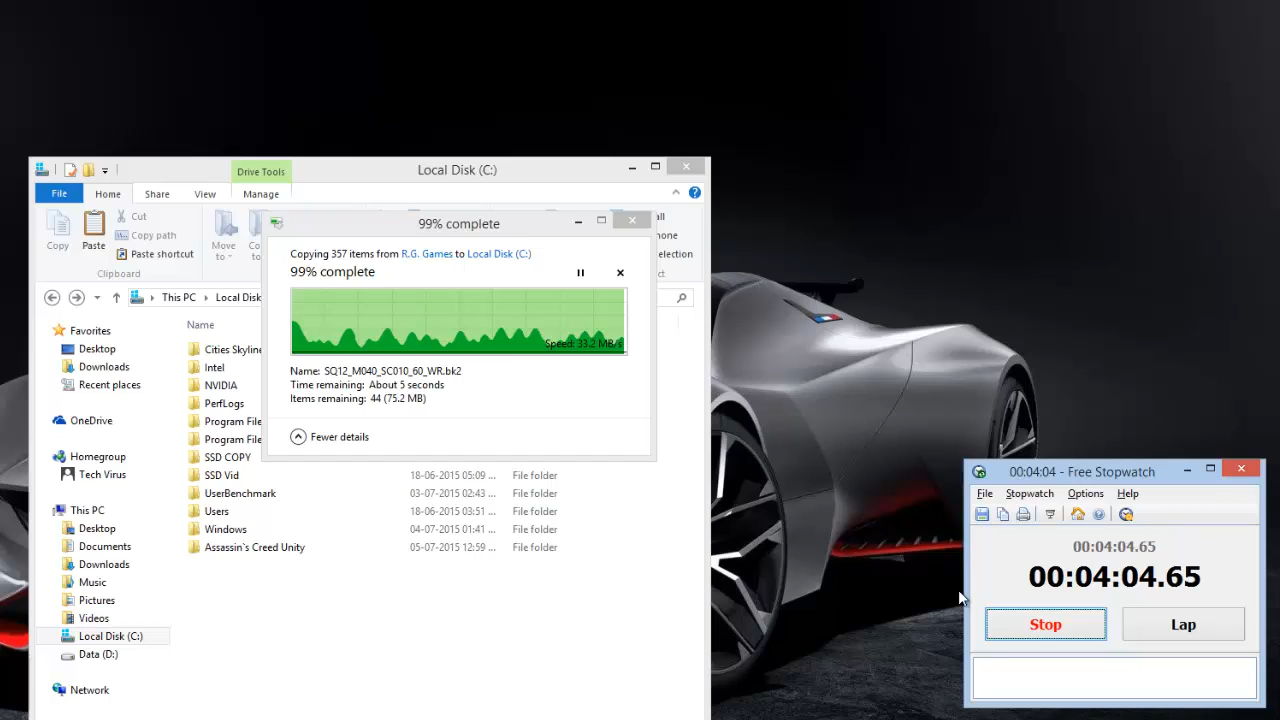 Drive Tools
Local Disk (C:)
File
Home
Share
View
Manage
Copy
Paste
Cut
Copy path
Paste shortcut
Clipboard
Move
to
This PC
Local Disk
99% complete
Copying 357 items from R.G. Games to Local Disk (C:)
99% complete
Speed: 33.2 MB/s
Name: SQ12_M040_SC010_60_WR.bk2
Time remaining: About 5 seconds
Items remaining: 44 (75.2 MB)
Fewer details
Favorites
Desktop
Downloads
Recent places
OneDrive
Homegroup
Tech Virus
This PC
Desktop
Documents
Downloads
Music
Pictures
Videos
Local Disk (C:)
Data (D:)
Network
Name
Cities Skyline
Intel
NVIDIA
PerfLogs
Program File
Program File
SSD COPY
SSD Vid 18-06-2015 05:09 ... File folder
UserBenchmark 03-07-2015 02:43 ... File folder
Users 18-06-2015 03:51 ... File folder
Windows 04-07-2015 01:41 ... File folder
Assassin`s Creed Unity 05-07-2015 12:59 ... File folder
00:04:04 - Free Stopwatch
File Stopwatch Options Help
00:04:04.65
00:04:04.65
Stop
Lap